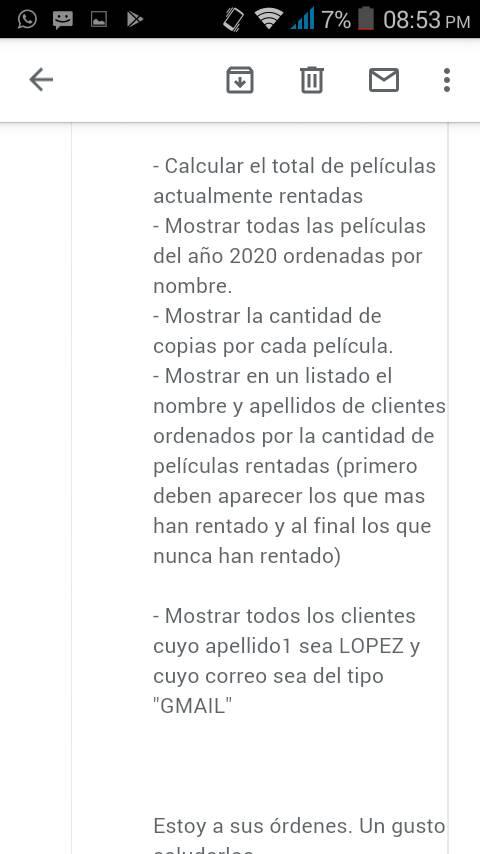 7% 08:53 PM
- Calcular el total de películas
actualmente rentadas
- Mostrar todas las películas
del año 2020 ordenadas por
nombre.
- Mostrar la cantidad de
copias por cada película.
- Mostrar en un listado el
nombre y apellidos de clientes
ordenados por la cantidad de
películas rentadas (primero
deben aparecer los que mas
han rentado y al final los que
nunca han rentado)
- Mostrar todos los clientes
cuyo apellido1 sea LOPEZ y
cuyo correo sea del tipo
"GMAIL"
Estoy a sus órdenes. Un gusto